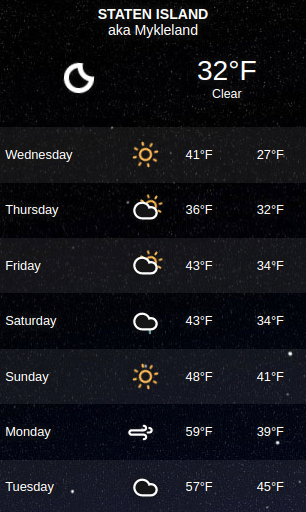 STATEN ISLAND
aka Mykleland
32°F
Clear
Wednesday 41°F 27°F
Thursday 36°F 32°F
Friday 43°F 34°F
Saturday 43°F 34°F
Sunday 48°F 41°F
Monday 59°F 39°F
Tuesday 57°F 45°F